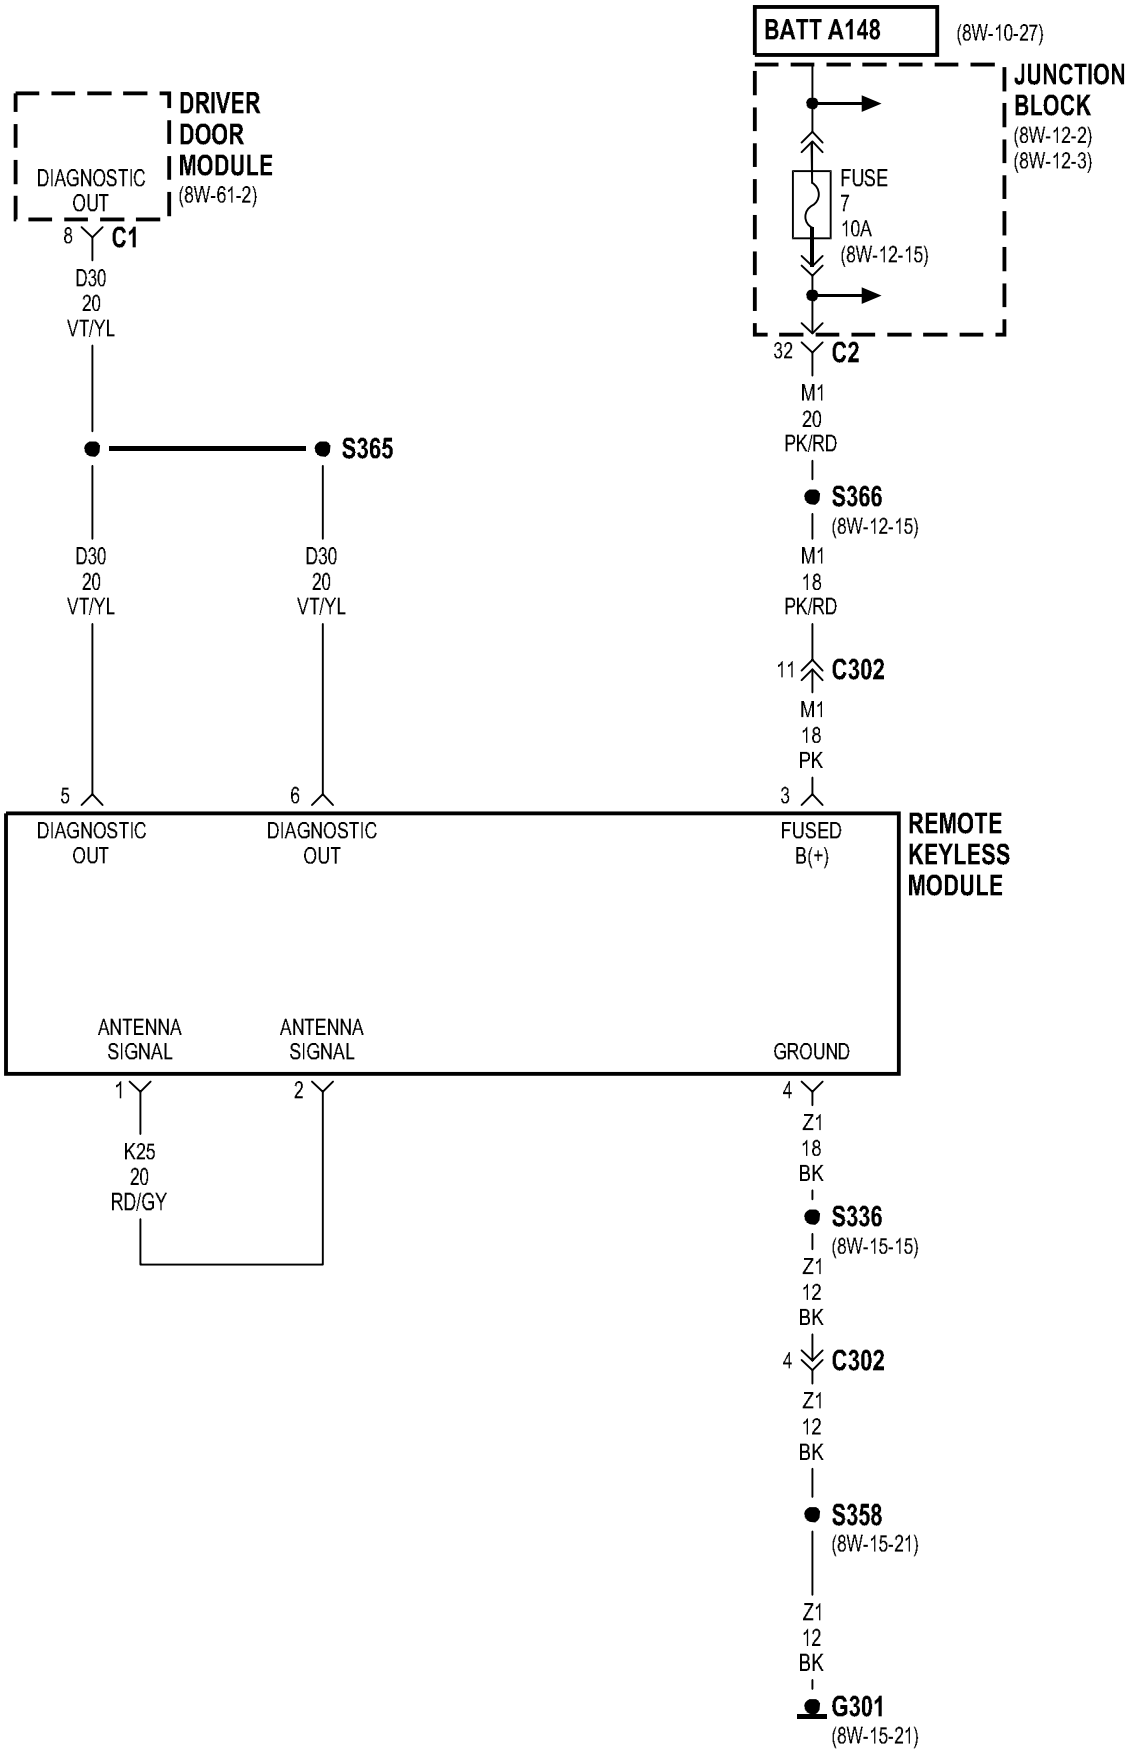 BATT A148
(8W-10-27)
JUNCTION
BLOCK
(8W-12-2)
(8W-12-3)
DRIVER
DOOR
MODULE
(8W-61-2)
DIAGNOSTIC
OUT
8
C1
D30
20
VT/YL
FUSE
7
10A
(8W-12-15)
32
C2
M1
20
PK/RD
S365
S366
(8W-12-15)
D30
20
VT/YL
D30
20
VT/YL
M1
18
PK/RD
11
C302
M1
18
PK
5
6
3
DIAGNOSTIC
OUT
DIAGNOSTIC
OUT
FUSED
B(+)
REMOTE
KEYLESS
MODULE
ANTENNA
SIGNAL
ANTENNA
SIGNAL
GROUND
1
2
4
K25
20
RD/GY
Z1
18
BK
S336
(8W-15-15)
Z1
12
BK
4
C302
Z1
12
BK
S358
(8W-15-21)
Z1
12
BK
G301
(8W-15-21)